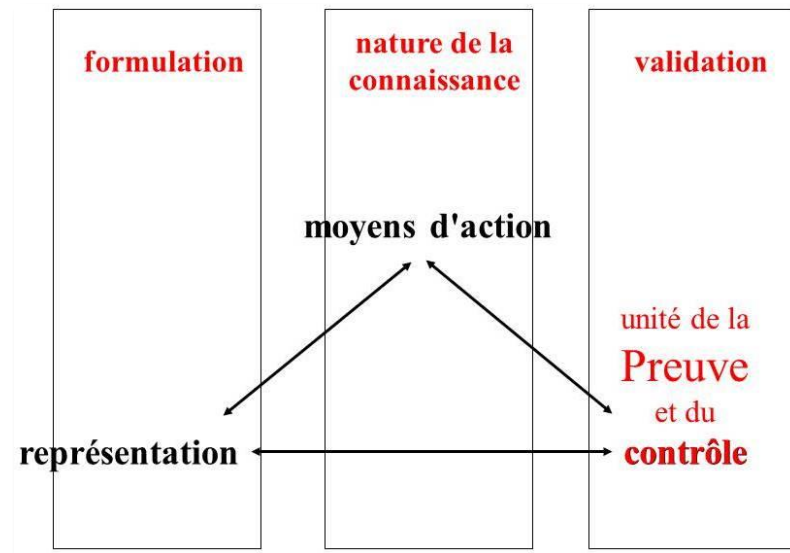 formulation
nature de la
connaissance
validation
moyens d'action
unité de la
Preuve
et du
contrôle
représentation